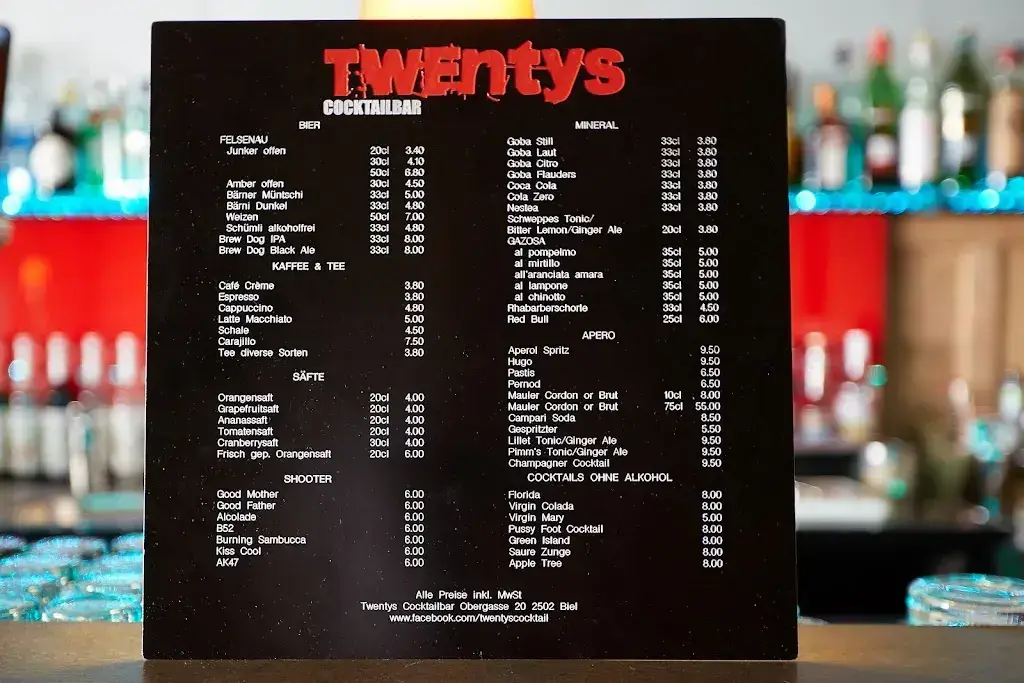 TWEntys
COCKTAILBAR
BIER
FELSENAU
Junker offen 20cl 3.40
30cl 4.10
50cl 6.80
Amber offen 30cl 4.50
Bärner Müntschi 33cl 5.00
Bärni Dunkel 33cl 4.80
Weizen 50cl 7.00
Schümli alkoholfrei 33cl 4.80
Brew Dog IPA 33cl 8.00
Brew Dog Black Ale 33cl 8.00
KAFFEE & TEE
Café Crème 3.80
Espresso 3.80
Cappuccino 4.80
Latte Macchiato 5.00
Schale 4.50
Carajillo 7.50
Tee diverse Sorten 3.80
SÄFTE
Orangensaft 20cl 4.00
Grapefruitsaft 20cl 4.00
Ananassaft 20cl 4.00
Tomatensaft 20cl 4.00
Cranberrysaft 30cl 4.00
Frisch gep. Orangensaft 20cl 6.00
SHOOTER
Good Mother 6.00
Good Father 6.00
Alcolade 6.00
B52 6.00
Burning Sambucca 6.00
Kiss Cool 6.00
AK47 6.00
MINERAL
Goba Still 33cl 3.80
Goba Laut 33cl 3.80
Goba Citro 33cl 3.80
Goba Flauders 33cl 3.80
Coca Cola 33cl 3.80
Cola Zero 33cl 3.80
Nestea 33cl 3.80
Schweppes Tonic/
Bitter Lemon/Ginger Ale 20cl 3.80
GAZOSA
al pompelmo 35cl 5.00
al mirtillo 35cl 5.00
all'aranciata amara 35cl 5.00
al lampone 35cl 5.00
al chinotto 35cl 5.00
Rhabarberschorle 33cl 4.50
Red Bull 25cl 6.00
APERO
Aperol Spritz 9.50
Hugo 9.50
Pastis 6.50
Pernod 6.50
Mauler Cordon or Brut 10cl 8.00
Mauler Cordon or Brut 75cl 55.00
Campari Soda 8.50
Gespritzter 5.50
Lillet Tonic/Ginger Ale 9.50
Pimm's Tonic/Ginger Ale 9.50
Champagner Cocktail 9.50
COCKTAILS OHNE ALKOHOL
Florida 8.00
Virgin Colada 8.00
Virgin Mary 5.00
Pussy Foot Cocktail 8.00
Green Island 8.00
Saure Zunge 8.00
Apple Tree 8.00
Alle Preise inkl. MwSt
Twentys Cocktailbar Obergasse 20 2502 Biel
www.facebook.com/twentyscocktail